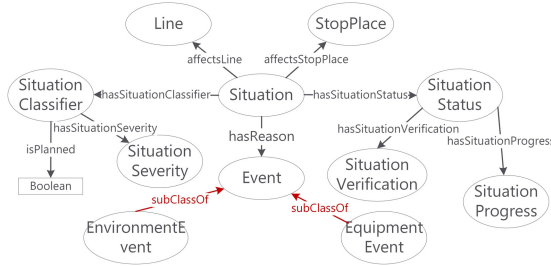 Line
StopPlace
affectsLine
affectsStopPlace
Situation
Classifier
hasSituationClassifier
Situation
hasSituationStatus
Situation
Status
hasSituationSeverity
isPlanned
hasReason
hasSituationVerification
hasSituationProgress
Situation
Severity
Boolean
Event
Situation
Verification
Situation
Progress
subClassOf
subClassOf
EnvironmentE
vent
Equipment
Event